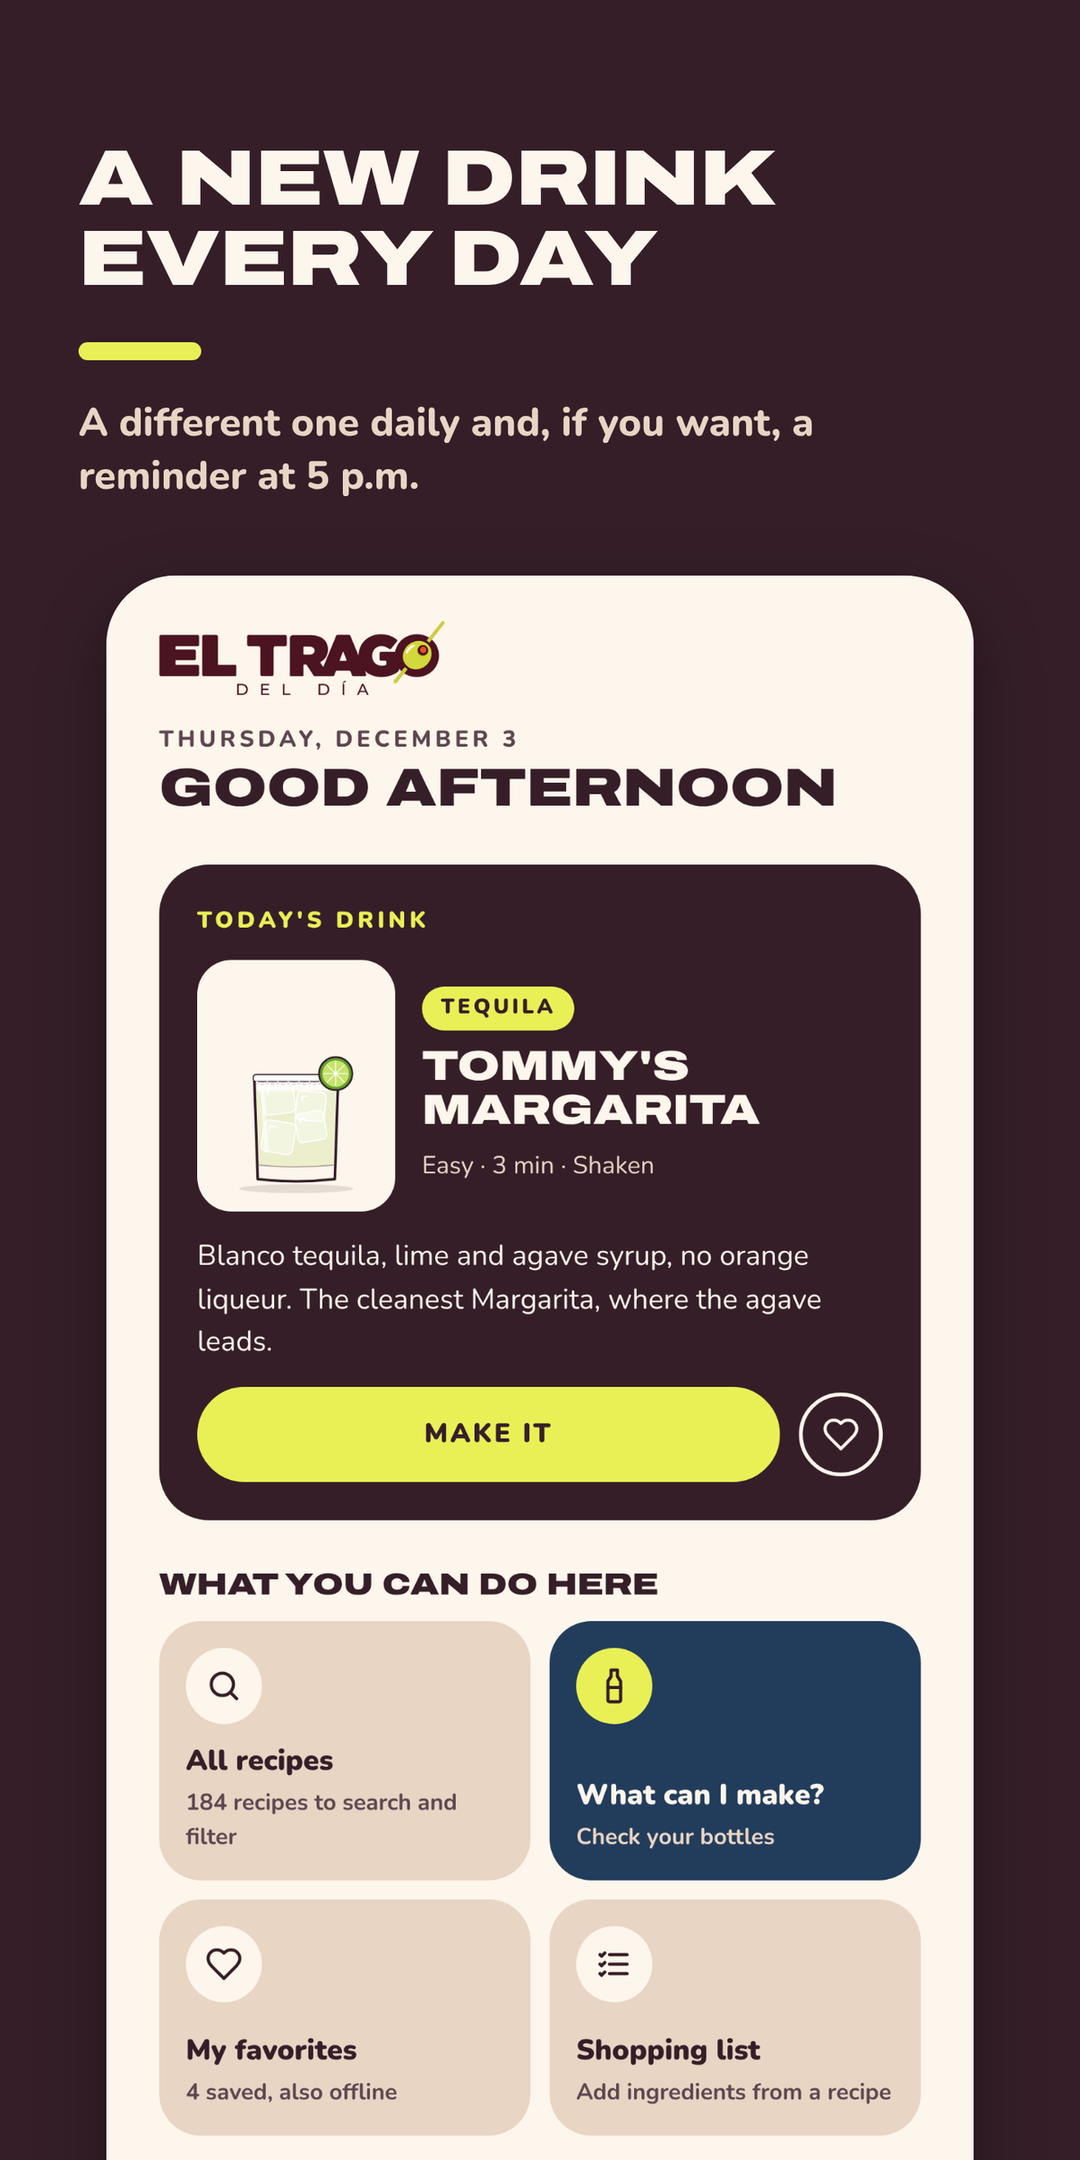 A NEW DRINK
EVERY DAY
A different one daily and, if you want, a
reminder at 5 p.m.
EL TRAGO
DEL DÍA
THURSDAY, DECEMBER 3
GOOD AFTERNOON
TODAY'S DRINK
TEQUILA
TOMMY'S
MARGARITA
Easy · 3 min · Shaken
Blanco tequila, lime and agave syrup, no orange
liqueur. The cleanest Margarita, where the agave
leads.
MAKE IT
WHAT YOU CAN DO HERE
All recipes
184 recipes to search and
filter
What can I make?
Check your bottles
My favorites
4 saved, also offline
Shopping list
Add ingredients from a recipe